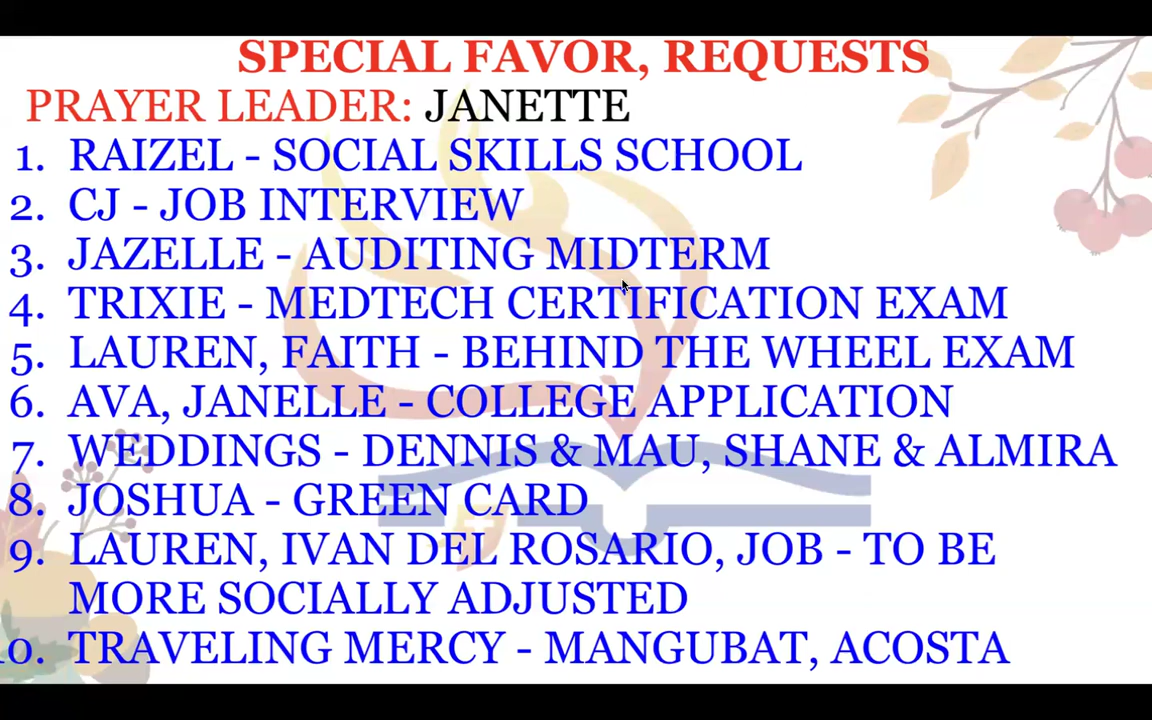 SPECIAL FAVOR, REQUESTS
PRAYER LEADER: JANETTE
1. RAIZEL - SOCIAL SKILLS SCHOOL
2. CJ - JOB INTERVIEW
3. JAZELLE - AUDITING MIDTERM
4. TRIXIE - MEDTECH CERTIFICATION EXAM
5. LAUREN, FAITH - BEHIND THE WHEEL EXAM
6. AVA, JANELLE - COLLEGE APPLICATION
7. WEDDINGS - DENNIS & MAU, SHANE & ALMIRA
8. JOSHUA - GREEN CARD
9. LAUREN, IVAN DEL ROSARIO, JOB - TO BE
MORE SOCIALLY ADJUSTED
10. TRAVELING MERCY - MANGUBAT, ACOSTA